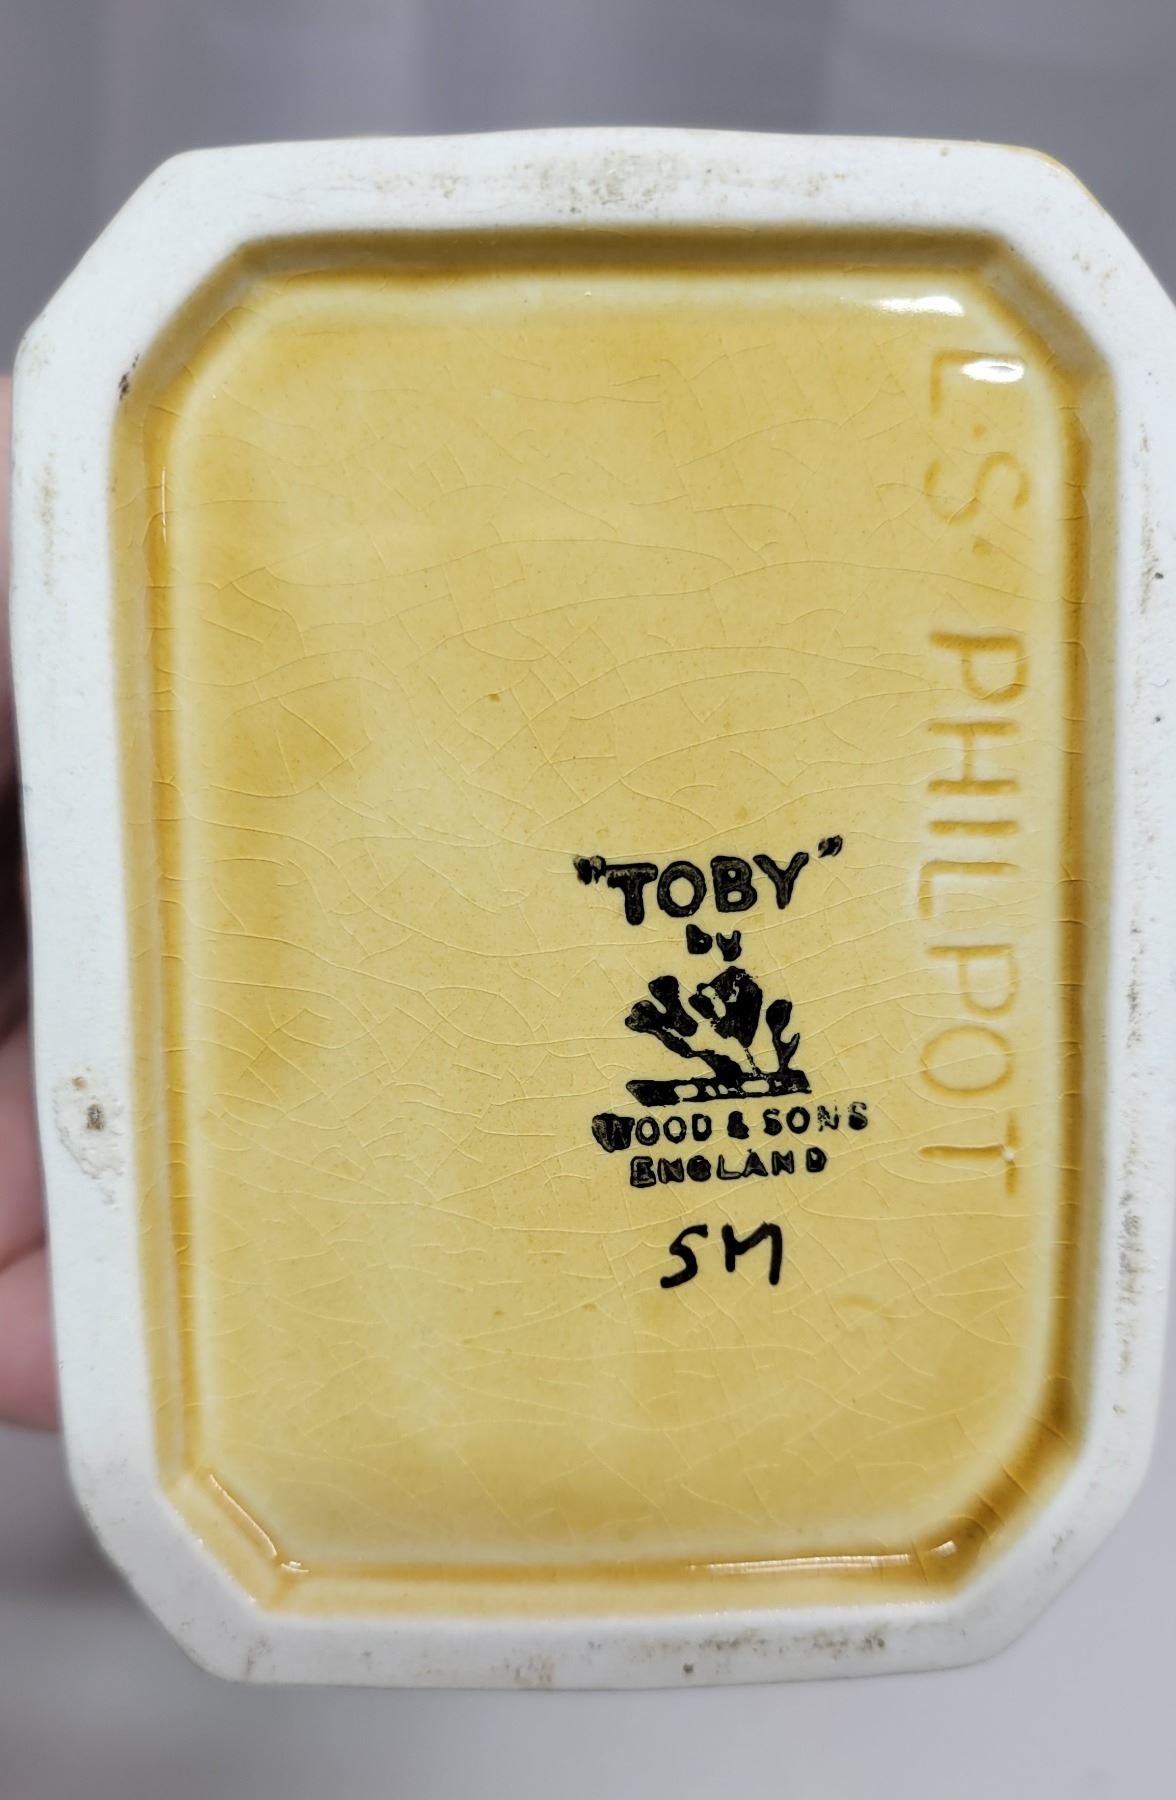 "TOBY"
by
WOOD & SONS
ENGLAND
SM
L.S. PHILPOT